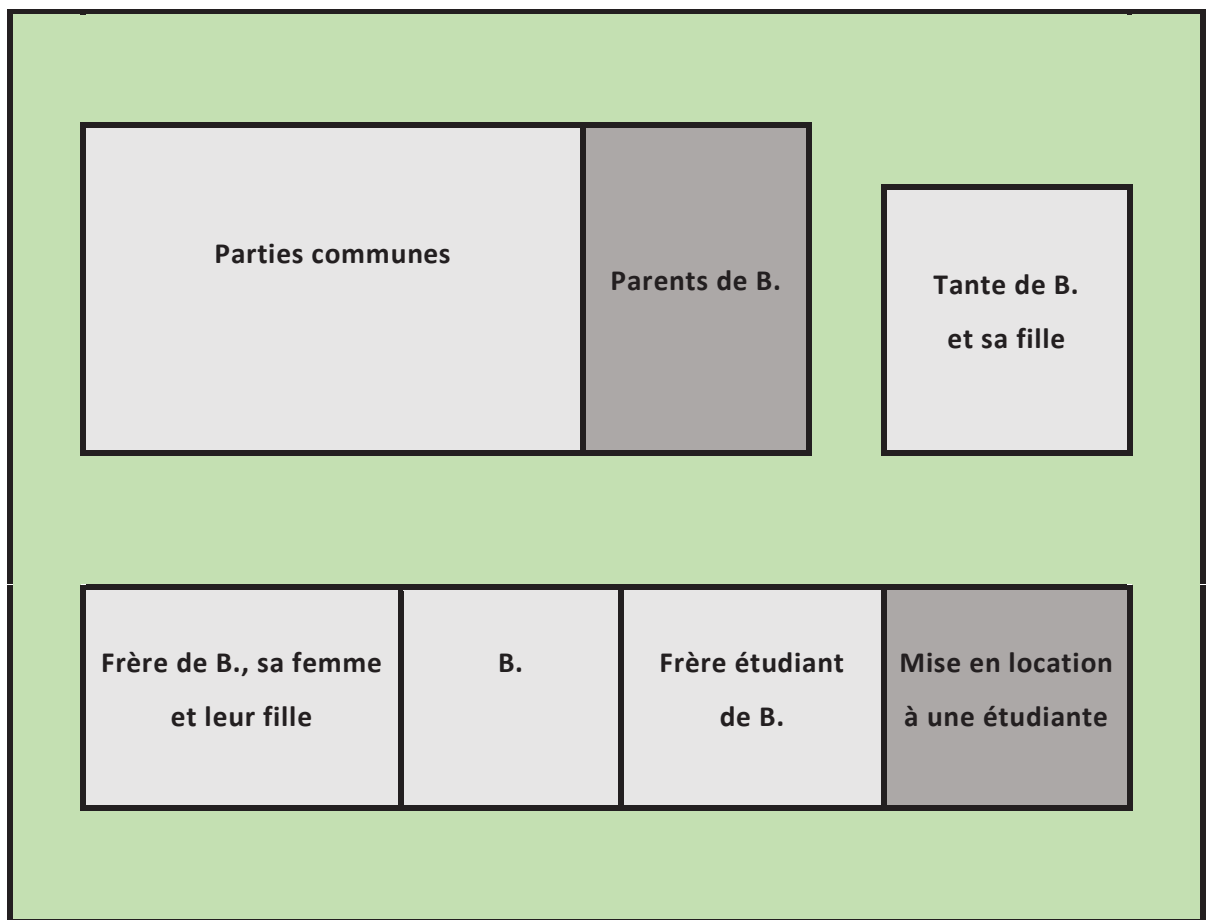 Parties communes
Parents de B.
Tante de B.
et sa fille
Frère de B., sa femme
et leur fille
B.
Frère étudiant
de B.
Mise en location
à une étudiante